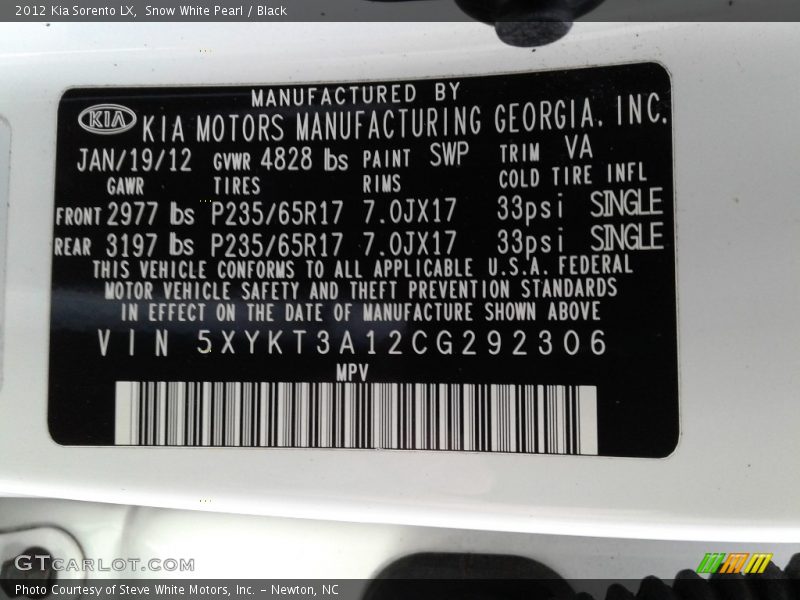 2012 Kia Sorento LX, Snow White Pearl / Black
MANUFACTURED BY
KIA KIA MOTORS MANUFACTURING GEORGIA. INC.
JAN/19/12 GVWR 4828 lbs PAINT SWP TRIM VA
GAWR TIRES RIMS COLD TIRE INFL
FRONT 2977 lbs P235/65R17 7.0JX17 33psi SINGLE
REAR 3197 lbs P235/65R17 7.0JX17 33psi SINGLE
THIS VEHICLE CONFORMS TO ALL APPLICABLE U.S.A. FEDERAL
MOTOR VEHICLE SAFETY AND THEFT PREVENTION STANDARDS
IN EFFECT ON THE DATE OF MANUFACTURE SHOWN ABOVE
VIN 5XYKT3A12CG292306
MPV
GTCARLOT.COM
Photo Courtesy of Steve White Motors, Inc. - Newton, NC